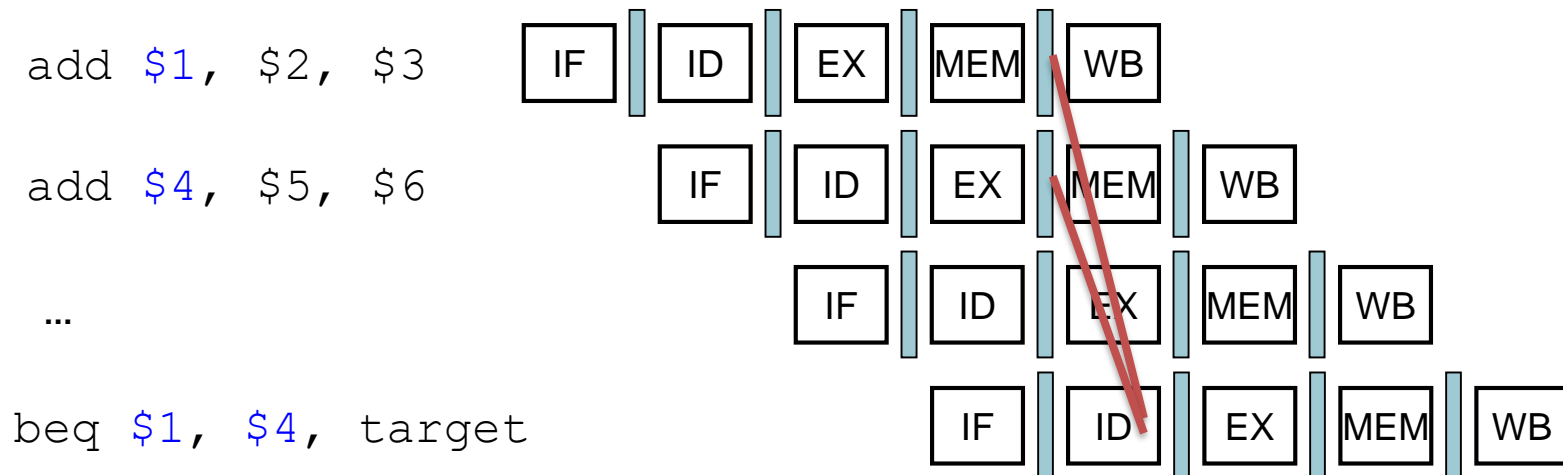 add $1, $2, $3 IF ID EX MEM WB
add $4, $5, $6 IF ID EX MEM WB
… IF ID EX MEM WB
beq $1, $4, target IF ID EX MEM WB